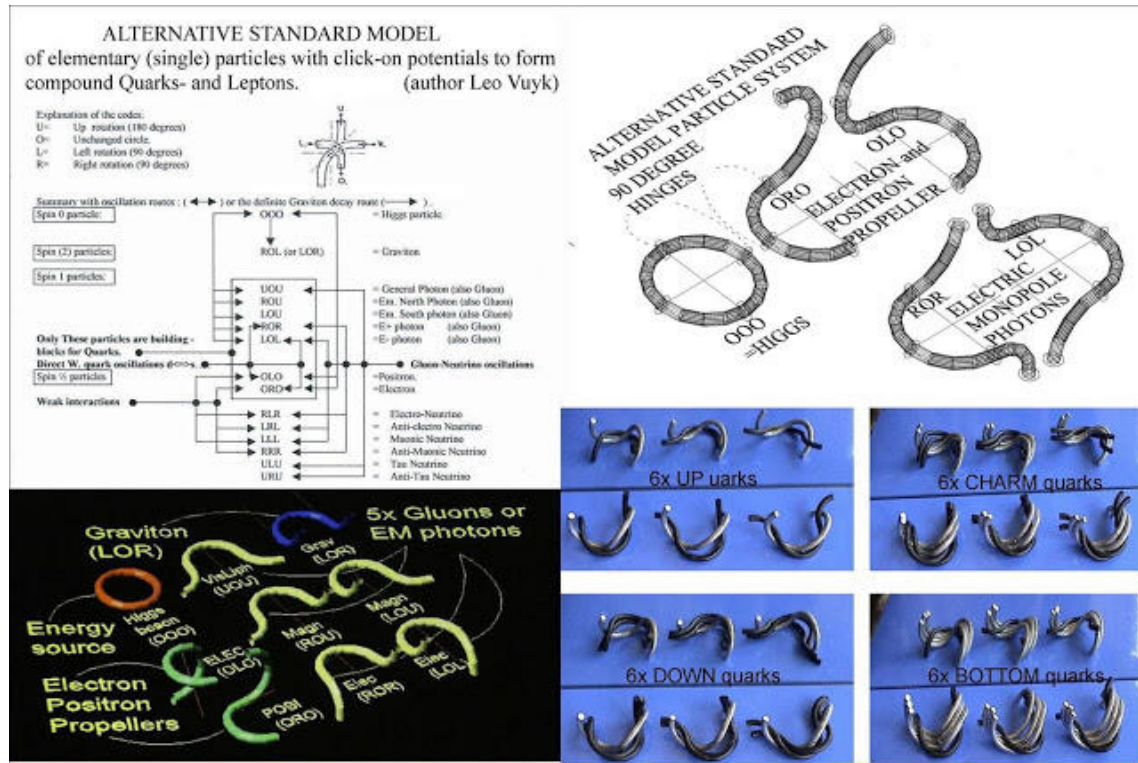 ALTERNATIVE STANDARD MODEL
of elementary (single) particles with click-on potentials to form
compound Quarks- and Leptons. (author Leo Vuyk)
Explanation of the codes:
U= Up rotation (180 degrees)
O= Unchanged circle,
L= Left rotation (90 degrees)
R= Right rotation (90 degrees)
U
L R
D
Summary with oscillation routes : ( ) or the definite Graviton decay route ( ) .
Spin 0 particle: OOO = Higgs particle.
Spin (2) particles: ROL (or LOR) = Graviton
Spin 1 particles:
UOU = General Photon (also Gluon)
ROU = Em. North Photon (also Gluon)
LOU = Em. South photon (also Gluon)
ROR = E+ photon (also Gluon)
LOL = E- photon (also Gluon)
Only These particles are building -
blocks for Quarks.
Direct W. quark oscillations Gluon-Neutrino oscillations
Spin ½ particles OLO = Positron.
ORO = Electron
Weak interactions
RLR = Electro-Neutrino
LRL = Anti-electro Neutrino
LLL = Muonic Neutrino
RRR = Anti-Muonic Neutrino
ULU = Tau Neutrino
URU = Anti-Tau Neutrino
ALTERNATIVE STANDARD
MODEL PARTICLE SYSTEM
90 DEGREE
HINGES
OLO
ORO
ELECTRON and
POSITRON
PROPELLER
OOO
=HIGGS
LOL
ROR
ELECTRIC
MONOPOLE
PHOTONS
Graviton
(LOR)
5x Gluons or
EM photons
Grav
(LOR)
VisLigh
(UOU)
Higgs
beacn
(OOO)
Energy
source
Magn
(LOU)
Magn
(ROU)
ELEC
(OLO)
Elec
(LOL)
Elec
(ROR)
Electron
Positron
Propellers
POSI
(ORO)
6x UP uarks
6x CHARM quarks
6x DOWN quarks
6x BOTTOM quarks